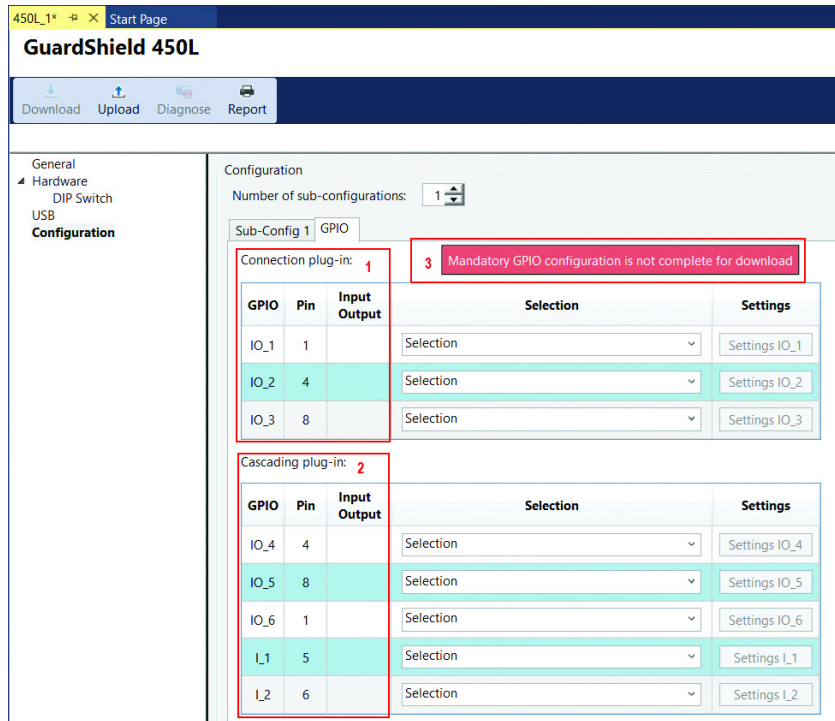 450L_1* Start Page
GuardShield 450L
Download Upload Diagnose Report
General
Hardware
DIP Switch
USB
Configuration
Configuration
Number of sub-configurations: 1
Sub-Config 1 GPIO
Connection plug-in: 1
3 Mandatory GPIO configuration is not complete for download
GPIO Pin Input Output Selection Settings
IO_1 1 Selection Settings IO_1
IO_2 4 Selection Settings IO_2
IO_3 8 Selection Settings IO_3
Cascading plug-in: 2
GPIO Pin Input Output Selection Settings
IO_4 4 Selection Settings IO_4
IO_5 8 Selection Settings IO_5
IO_6 1 Selection Settings IO_6
I_1 5 Selection Settings I_1
I_2 6 Selection Settings I_2